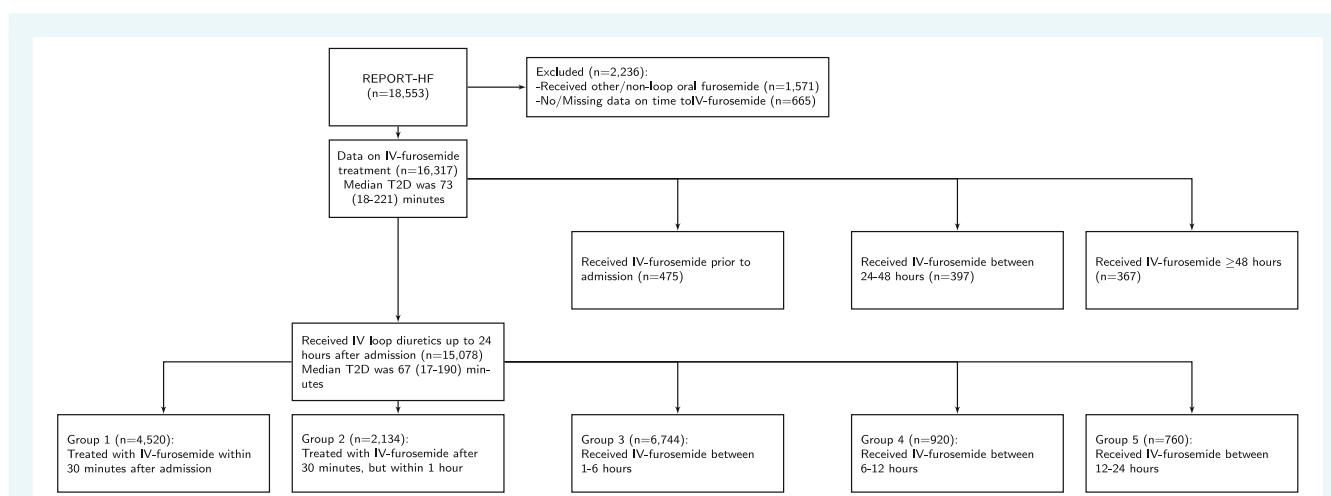 REPORT-HF
(n=18,553)
Excluded (n=2,236):
-Received other/non-loop oral furosemide (n=1,571)
-No/Missing data on time toIV-furosemide (n=665)
Data on IV-furosemide
treatment (n=16,317)
Median T2D was 73
(18-221) minutes
Received IV-furosemide prior to
admission (n=475)
Received IV-furosemide between
24-48 hours (n=397)
Received IV-furosemide ≥48 hours
(n=367)
Received IV loop diuretics up to 24
hours after admission (n=15,078)
Median T2D was 67 (17-190) min-
utes
Group 1 (n=4,520):
Treated with IV-furosemide within
30 minutes after admission
Group 2 (n=2,134):
Treated with IV-furosemide after
30 minutes, but within 1 hour
Group 3 (n=6,744):
Received IV-furosemide between
1-6 hours
Group 4 (n=920):
Received IV-furosemide between
6-12 hours
Group 5 (n=760):
Received IV-furosemide between
12-24 hours